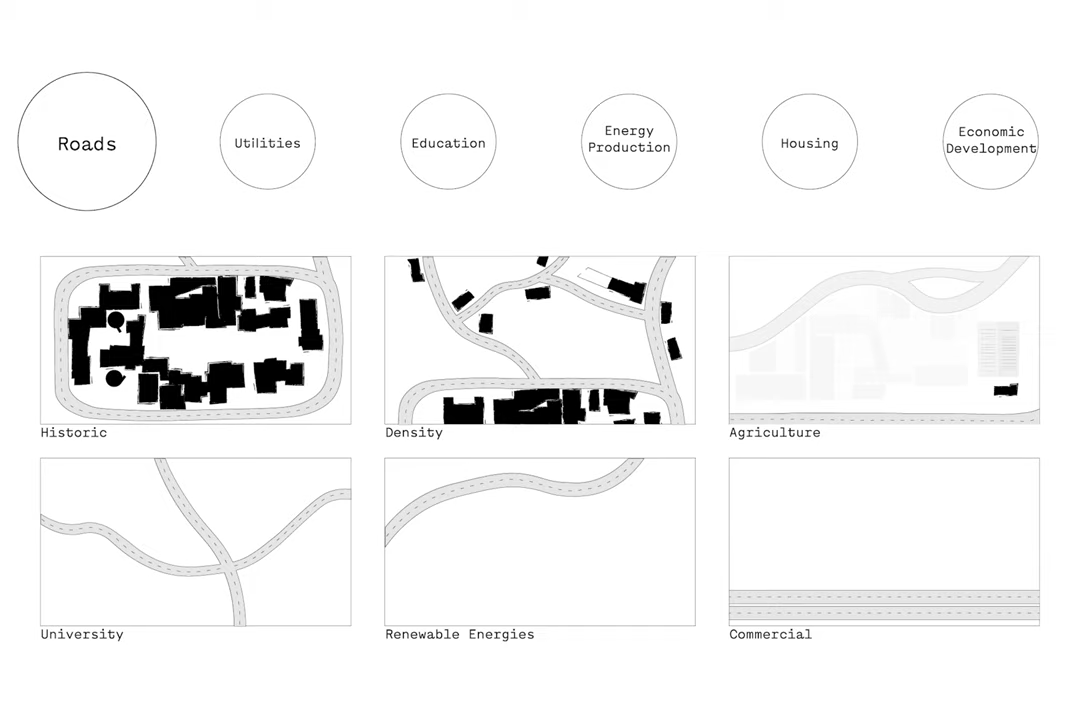 Roads
Utilities
Education
Energy
Production
Housing
Economic
Development
Historic
Density
Agriculture
University
Renewable Energies
Commercial